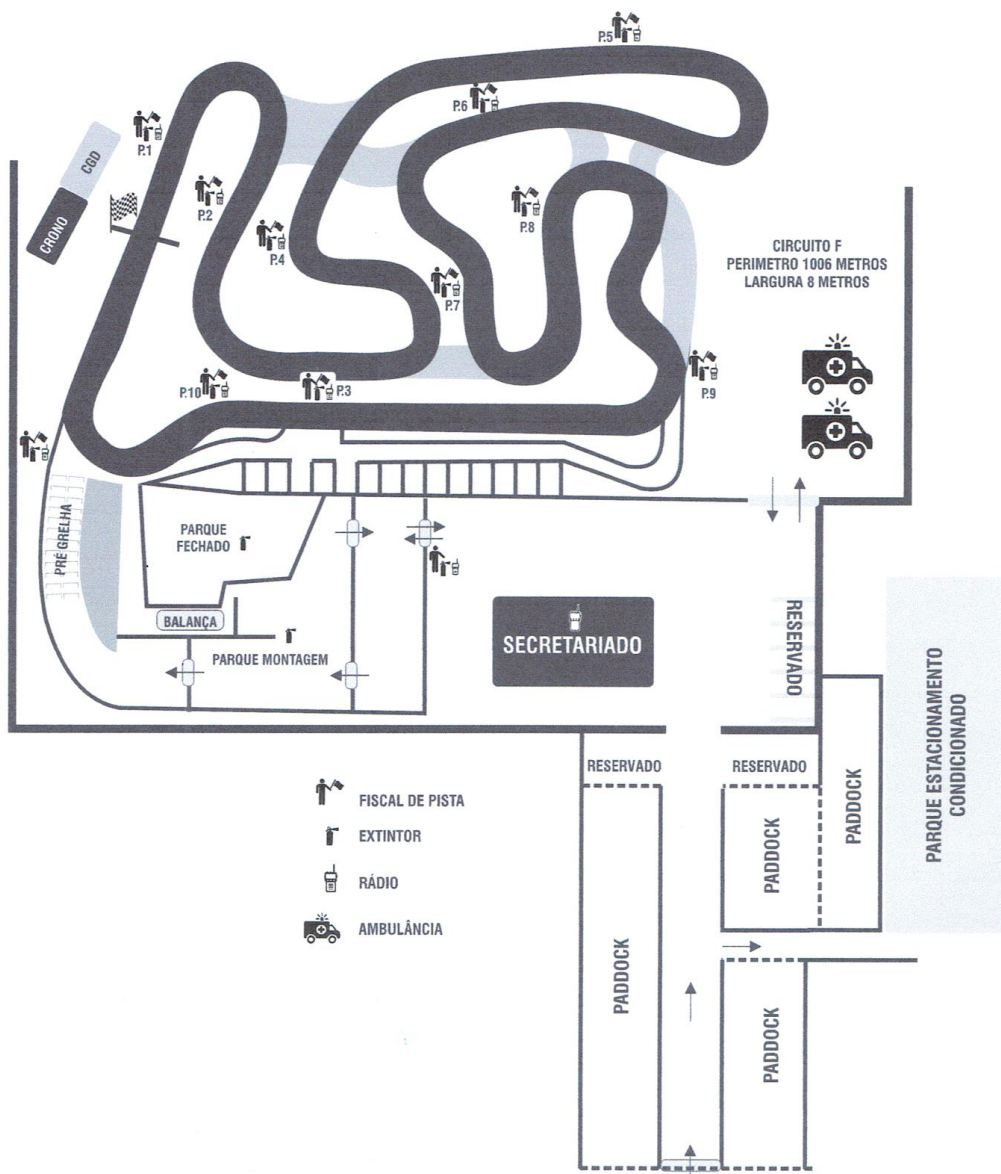 P.5
P.6
P.1
CGD
CRONO
P.2
P.4
P.8
P.7
CIRCUITO F
PERIMETRO 1006 METROS
LARGURA 8 METROS
P.10
P.3
P.9
PRÉ GRELHA
PARQUE
FECHADO
BALANÇA
PARQUE MONTAGEM
SECRETARIADO
RESERVADO
RESERVADO
RESERVADO
PARQUE ESTACIONAMENTO
CONDICIONADO
PADDOCK
PADDOCK
PADDOCK
PADDOCK
FISCAL DE PISTA
EXTINTOR
RÁDIO
AMBULÂNCIA